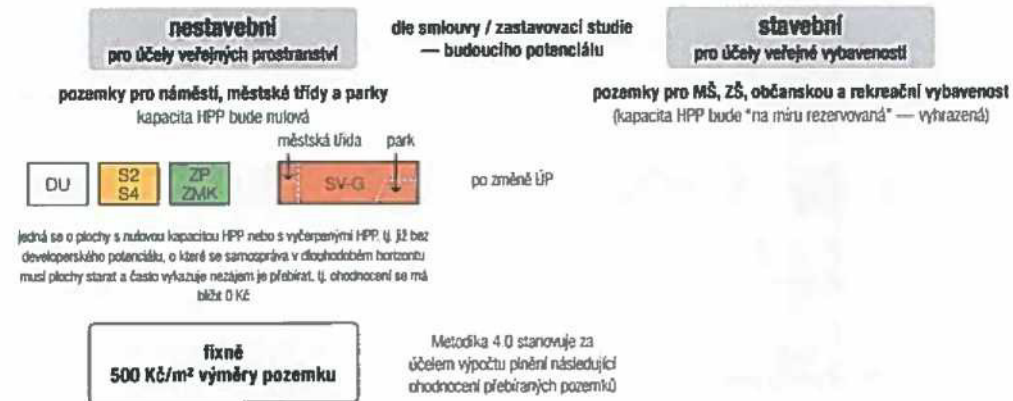 nestavební
pro účely veřejných prostranství
dle smlouvy / zastavovací studie
— budoucího potenciálu
stavební
pro účely veřejné vybavenosti
pozemky pro náměstí, městské třídy a parky
kapacita HPP bude nulová
pozemky pro MŠ, ZŠ, občanskou a rekreační vybavenost
(kapacita HPP bude "na míru rezervovaná" — vyhrazená)
městská třída
park
DU
S2
S4
ZP
ZMK
SV-G
po změně ÚP
jedná se o plochy s nulovou kapacitou HPP nebo s vyčerpanými HPP, tj. již bez
developerského potenciálu, o které se samospráva v dlouhodobém horizontu
musí plochy starat a často vykazuje nezájem je přebírat, tj. ohodnocení se má
blížit 0 Kč
fixně
500 Kč/m² výměry pozemku
Metodika 4.0 stanovuje za
účelem výpočtu plnění následující
ohodnocení přebíraných pozemků